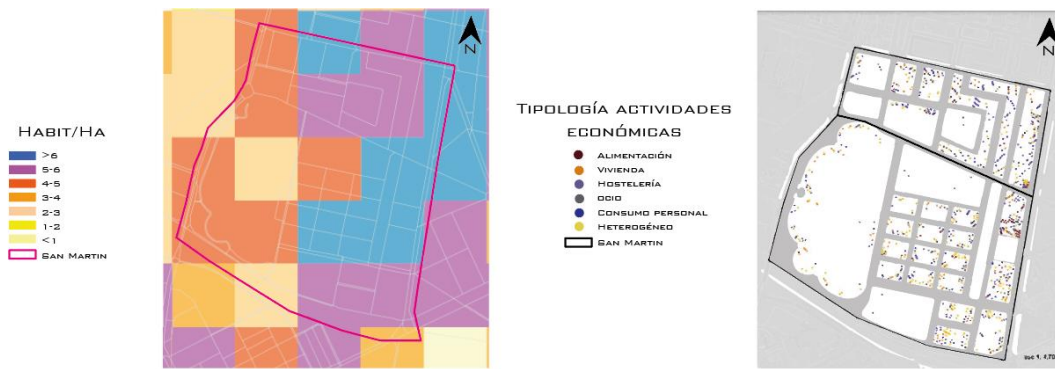 Habit/Ha
>6
5-6
4-5
3-4
2-3
1-2
<1
San Martin
N
Tipología actividades
económicas
Alimentación
Vivienda
Hostelería
ocio
Consumo personal
Heterogéneo
San Martin
N